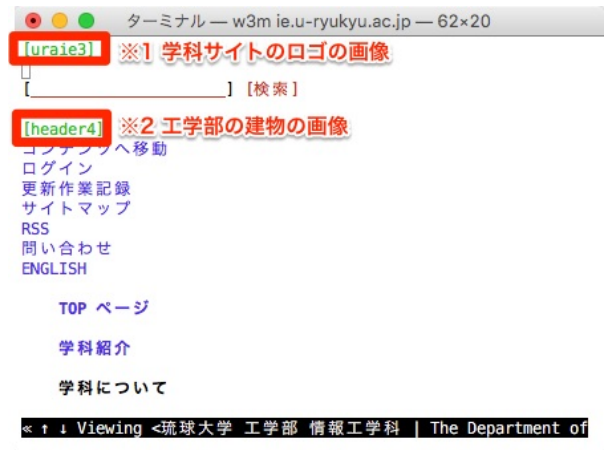 ターミナル — w3m ie.u-ryukyu.ac.jp — 62×20
[uraie3] ※1 学科サイトのロゴの画像
[____________________] [検索]
[header4] ※2 工学部の建物の画像
コンテンツへ移動
ログイン
更新作業記録
サイトマップ
RSS
問い合わせ
ENGLISH
TOP ページ
学科紹介
学科について
« ↑ ↓ Viewing <琉球大学 工学部 情報工学科 | The Department of